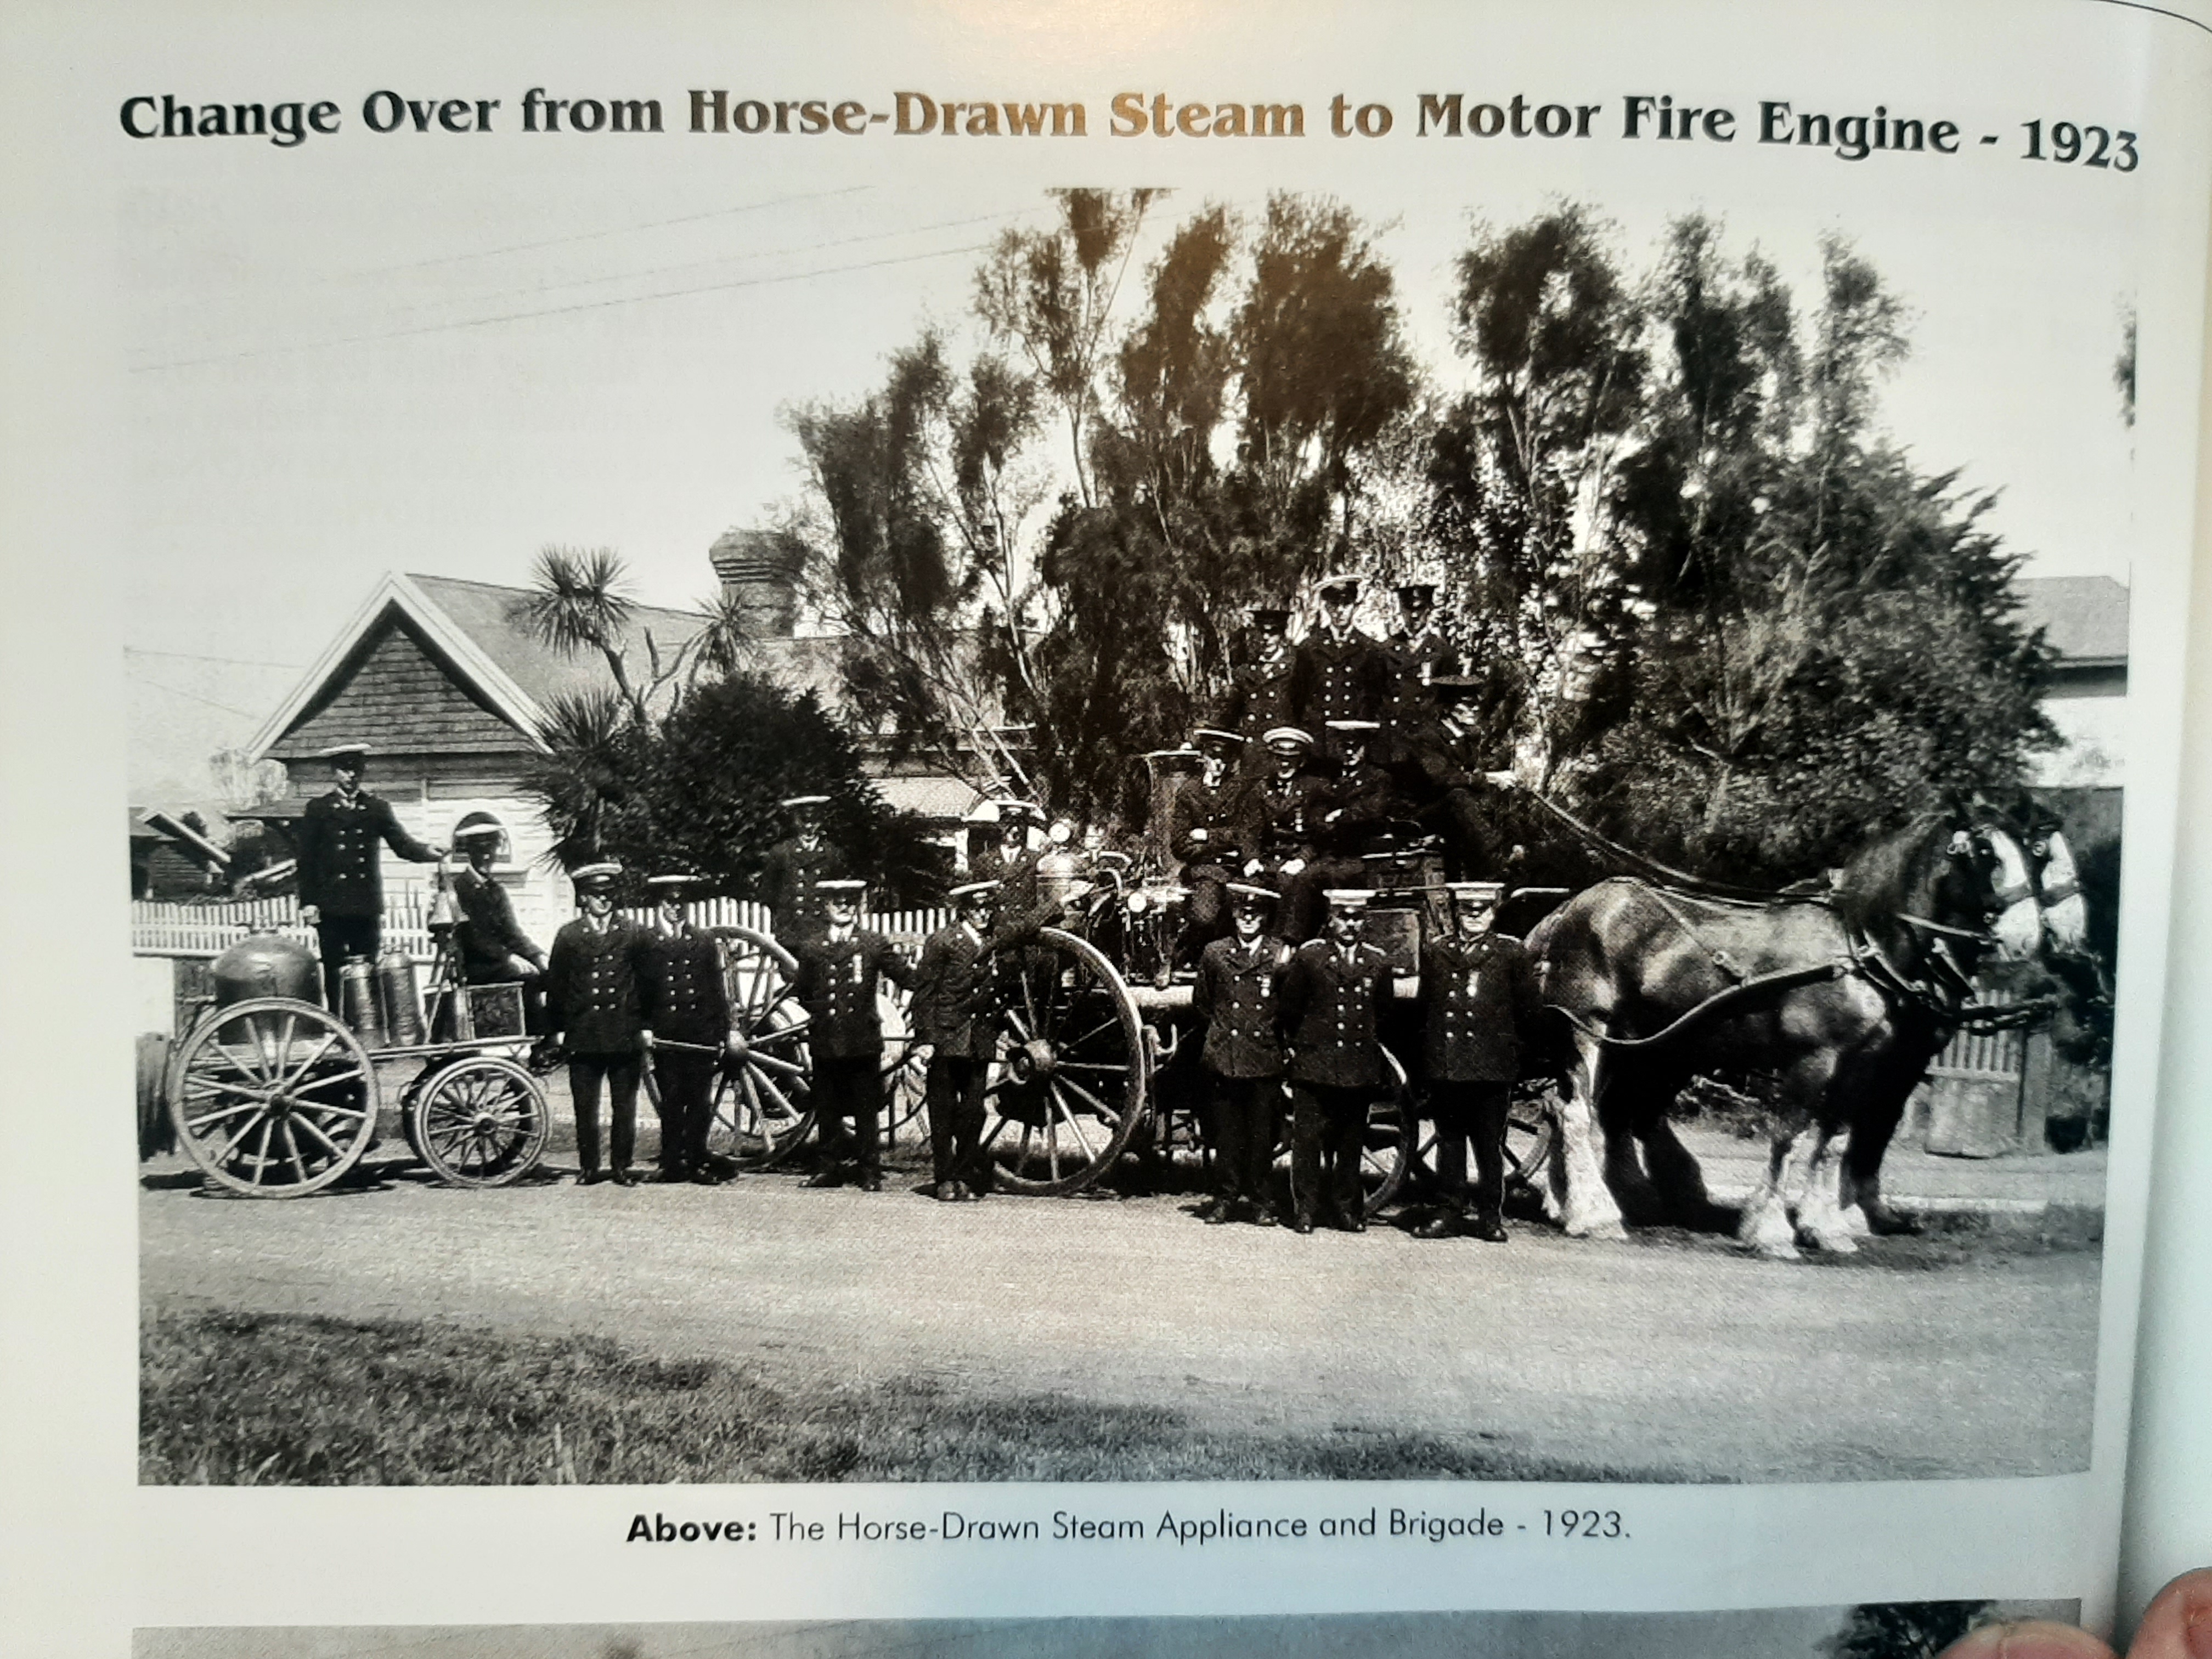 Change Over from Horse-Drawn Steam to Motor Fire Engine - 1923
Above: The Horse-Drawn Steam Appliance and Brigade - 1923.